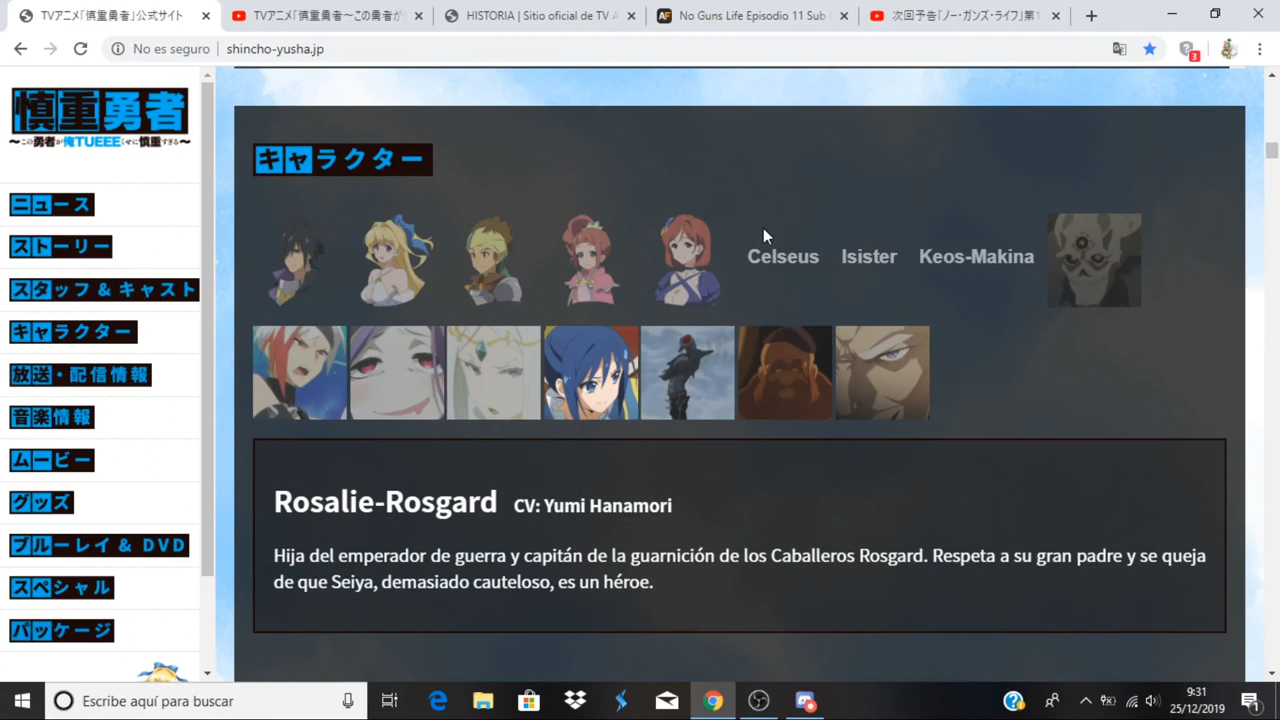 TVアニメ「慎重勇者」公式サイト
TVアニメ「慎重勇者～この勇者が
HISTORIA | Sitio oficial de TV A
No Guns Life Episodio 11 Sub
次回予告「ノー・ガンズ・ライフ」第1
No es seguro
shincho-yusha.jp
3
慎重勇者
～この勇者が俺TUEEEくせに慎重すぎる～
ニュース
ストーリー
スタッフ & キャスト
キャラクター
放送・配信情報
音楽情報
ムービー
グッズ
ブルーレイ & DVD
スペシャル
パッケージ
キャラクター
Celseus
Isister
Keos-Makina
Rosalie-Rosgard CV: Yumi Hanamori
Hija del emperador de guerra y capitán de la guarnición de los Caballeros Rosgard. Respeta a su gran padre y se queja
de que Seiya, demasiado cauteloso, es un héroe.
Escribe aquí para buscar
9:31
25/12/2019
1